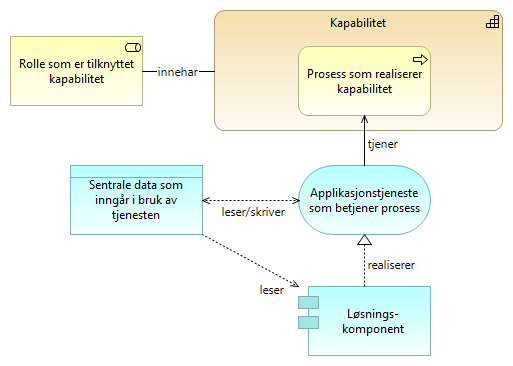 Kapabilitet
Rolle som er tilknyttet
kapabilitet
innehar
Prosess som realiserer
kapabilitet
tjener
Sentrale data som
inngår i bruk av
tjenesten
leser/skriver
Applikasjonstjeneste
som betjener prosess
leser
realiserer
Løsnings-
komponent